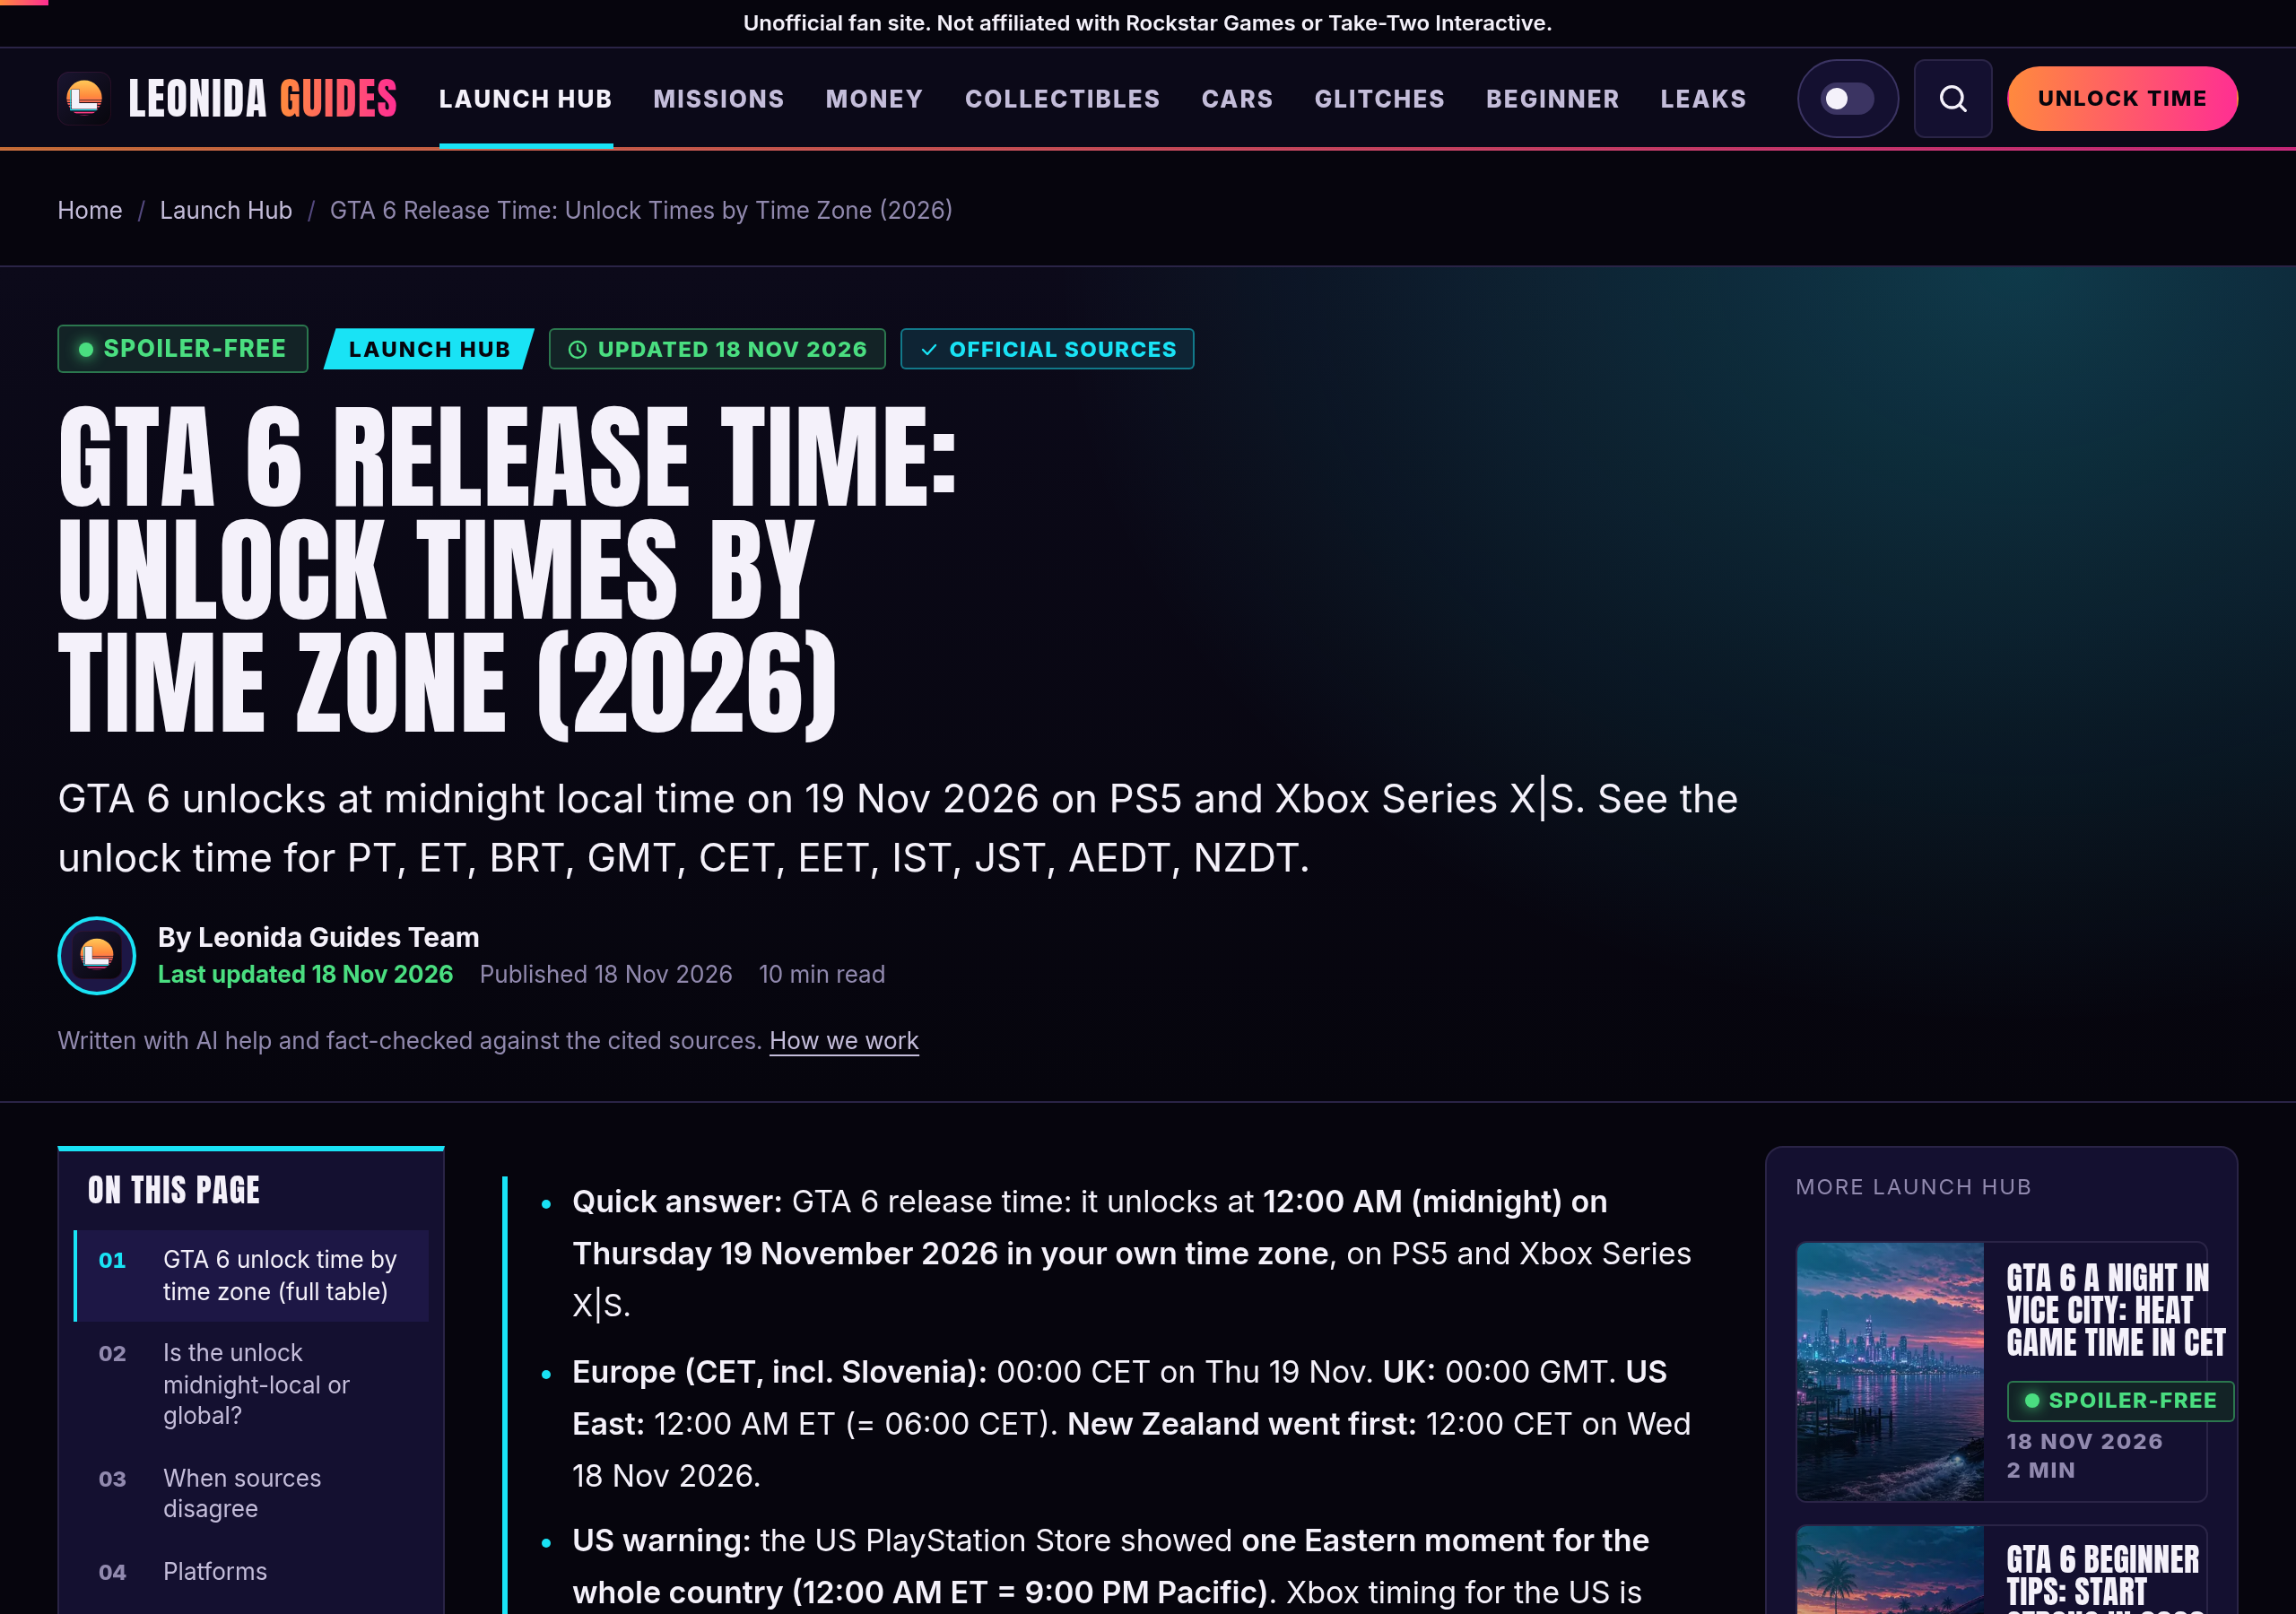 Unofficial fan site. Not affiliated with Rockstar Games or Take-Two Interactive.
LEONIDA GUIDES
LAUNCH HUB MISSIONS MONEY COLLECTIBLES CARS GLITCHES BEGINNER LEAKS
UNLOCK TIME
Home / Launch Hub / GTA 6 Release Time: Unlock Times by Time Zone (2026)
SPOILER-FREE LAUNCH HUB UPDATED 18 NOV 2026 OFFICIAL SOURCES
GTA 6 RELEASE TIME:
UNLOCK TIMES BY
TIME ZONE (2026)
GTA 6 unlocks at midnight local time on 19 Nov 2026 on PS5 and Xbox Series X|S. See the
unlock time for PT, ET, BRT, GMT, CET, EET, IST, JST, AEDT, NZDT.
By Leonida Guides Team
Last updated 18 Nov 2026 Published 18 Nov 2026 10 min read
Written with AI help and fact-checked against the cited sources. How we work
ON THIS PAGE
01 GTA 6 unlock time by
time zone (full table)
02 Is the unlock
midnight-local or
global?
03 When sources
disagree
04 Platforms
• Quick answer: GTA 6 release time: it unlocks at 12:00 AM (midnight) on
Thursday 19 November 2026 in your own time zone, on PS5 and Xbox Series
X|S.
• Europe (CET, incl. Slovenia): 00:00 CET on Thu 19 Nov. UK: 00:00 GMT. US
East: 12:00 AM ET (= 06:00 CET). New Zealand went first: 12:00 CET on Wed
18 Nov 2026.
• US warning: the US PlayStation Store showed one Eastern moment for the
whole country (12:00 AM ET = 9:00 PM Pacific). Xbox timing for the US is
MORE LAUNCH HUB
GTA 6 A NIGHT IN
VICE CITY: HEAT
GAME TIME IN CET
SPOILER-FREE
18 NOV 2026
2 MIN
GTA 6 BEGINNER
TIPS: START